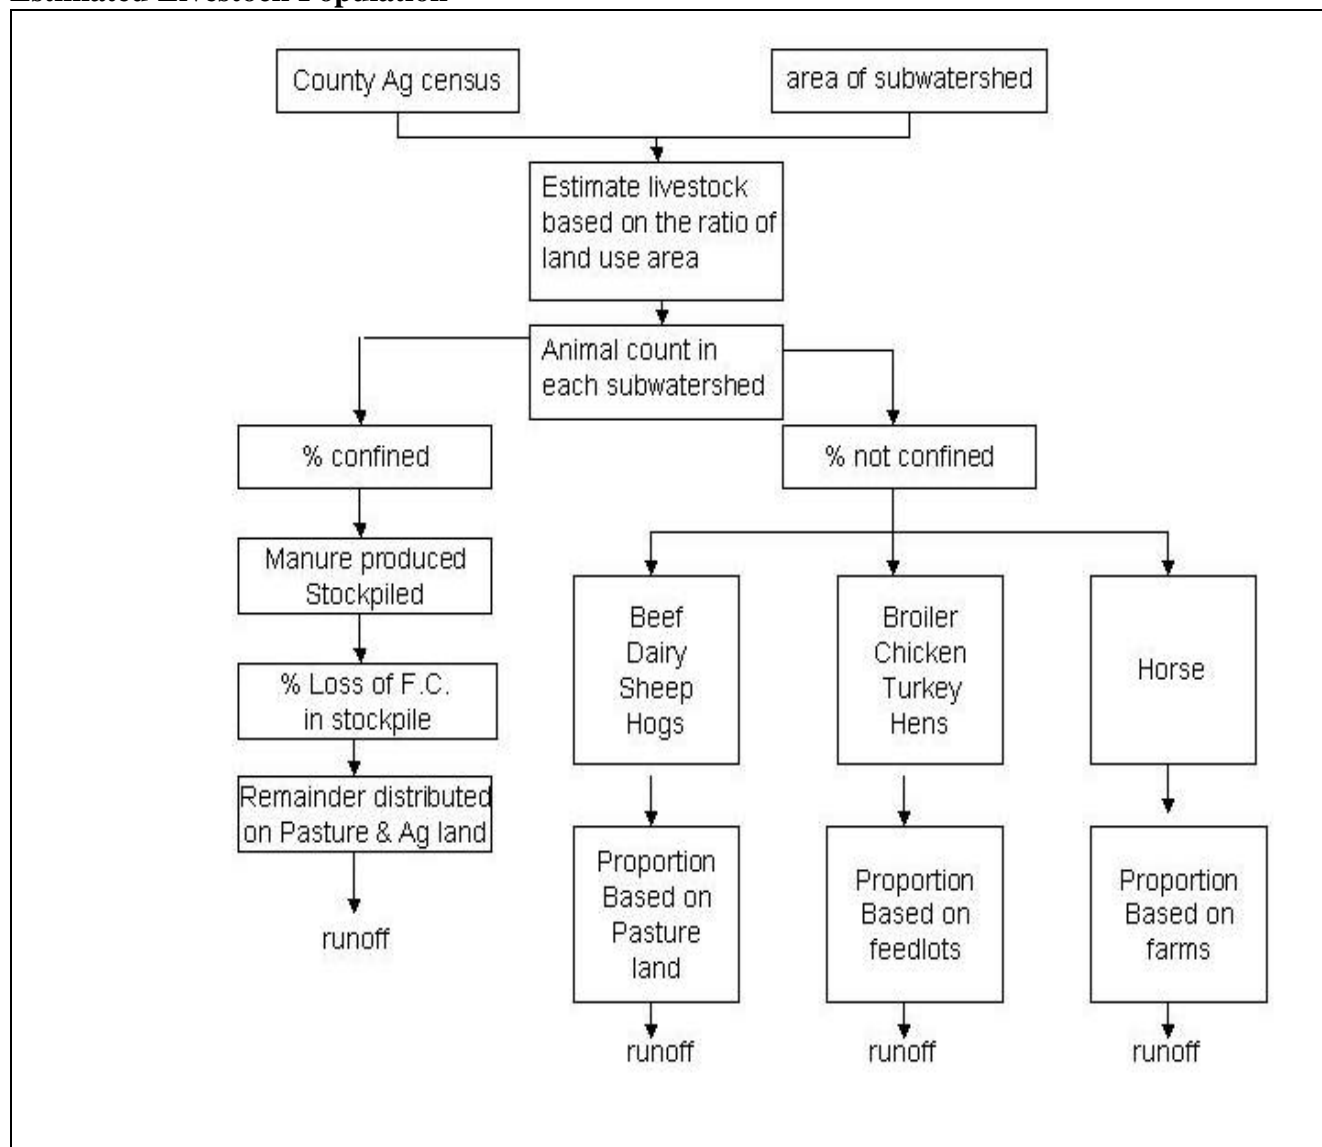 Estimated Livestock Population
County Ag census
area of subwatershed
Estimate livestock
based on the ratio of
land use area
Animal count in
each subwatershed
% confined
% not confined
Manure produced
Stockpiled
% Loss of F.C.
in stockpile
Remainder distributed
on Pasture & Ag land
runoff
Beef
Dairy
Sheep
Hogs
Broiler
Chicken
Turkey
Hens
Horse
Proportion
Based on
Pasture
land
Proportion
Based on
feedlots
Proportion
Based on
farms
runoff
runoff
runoff